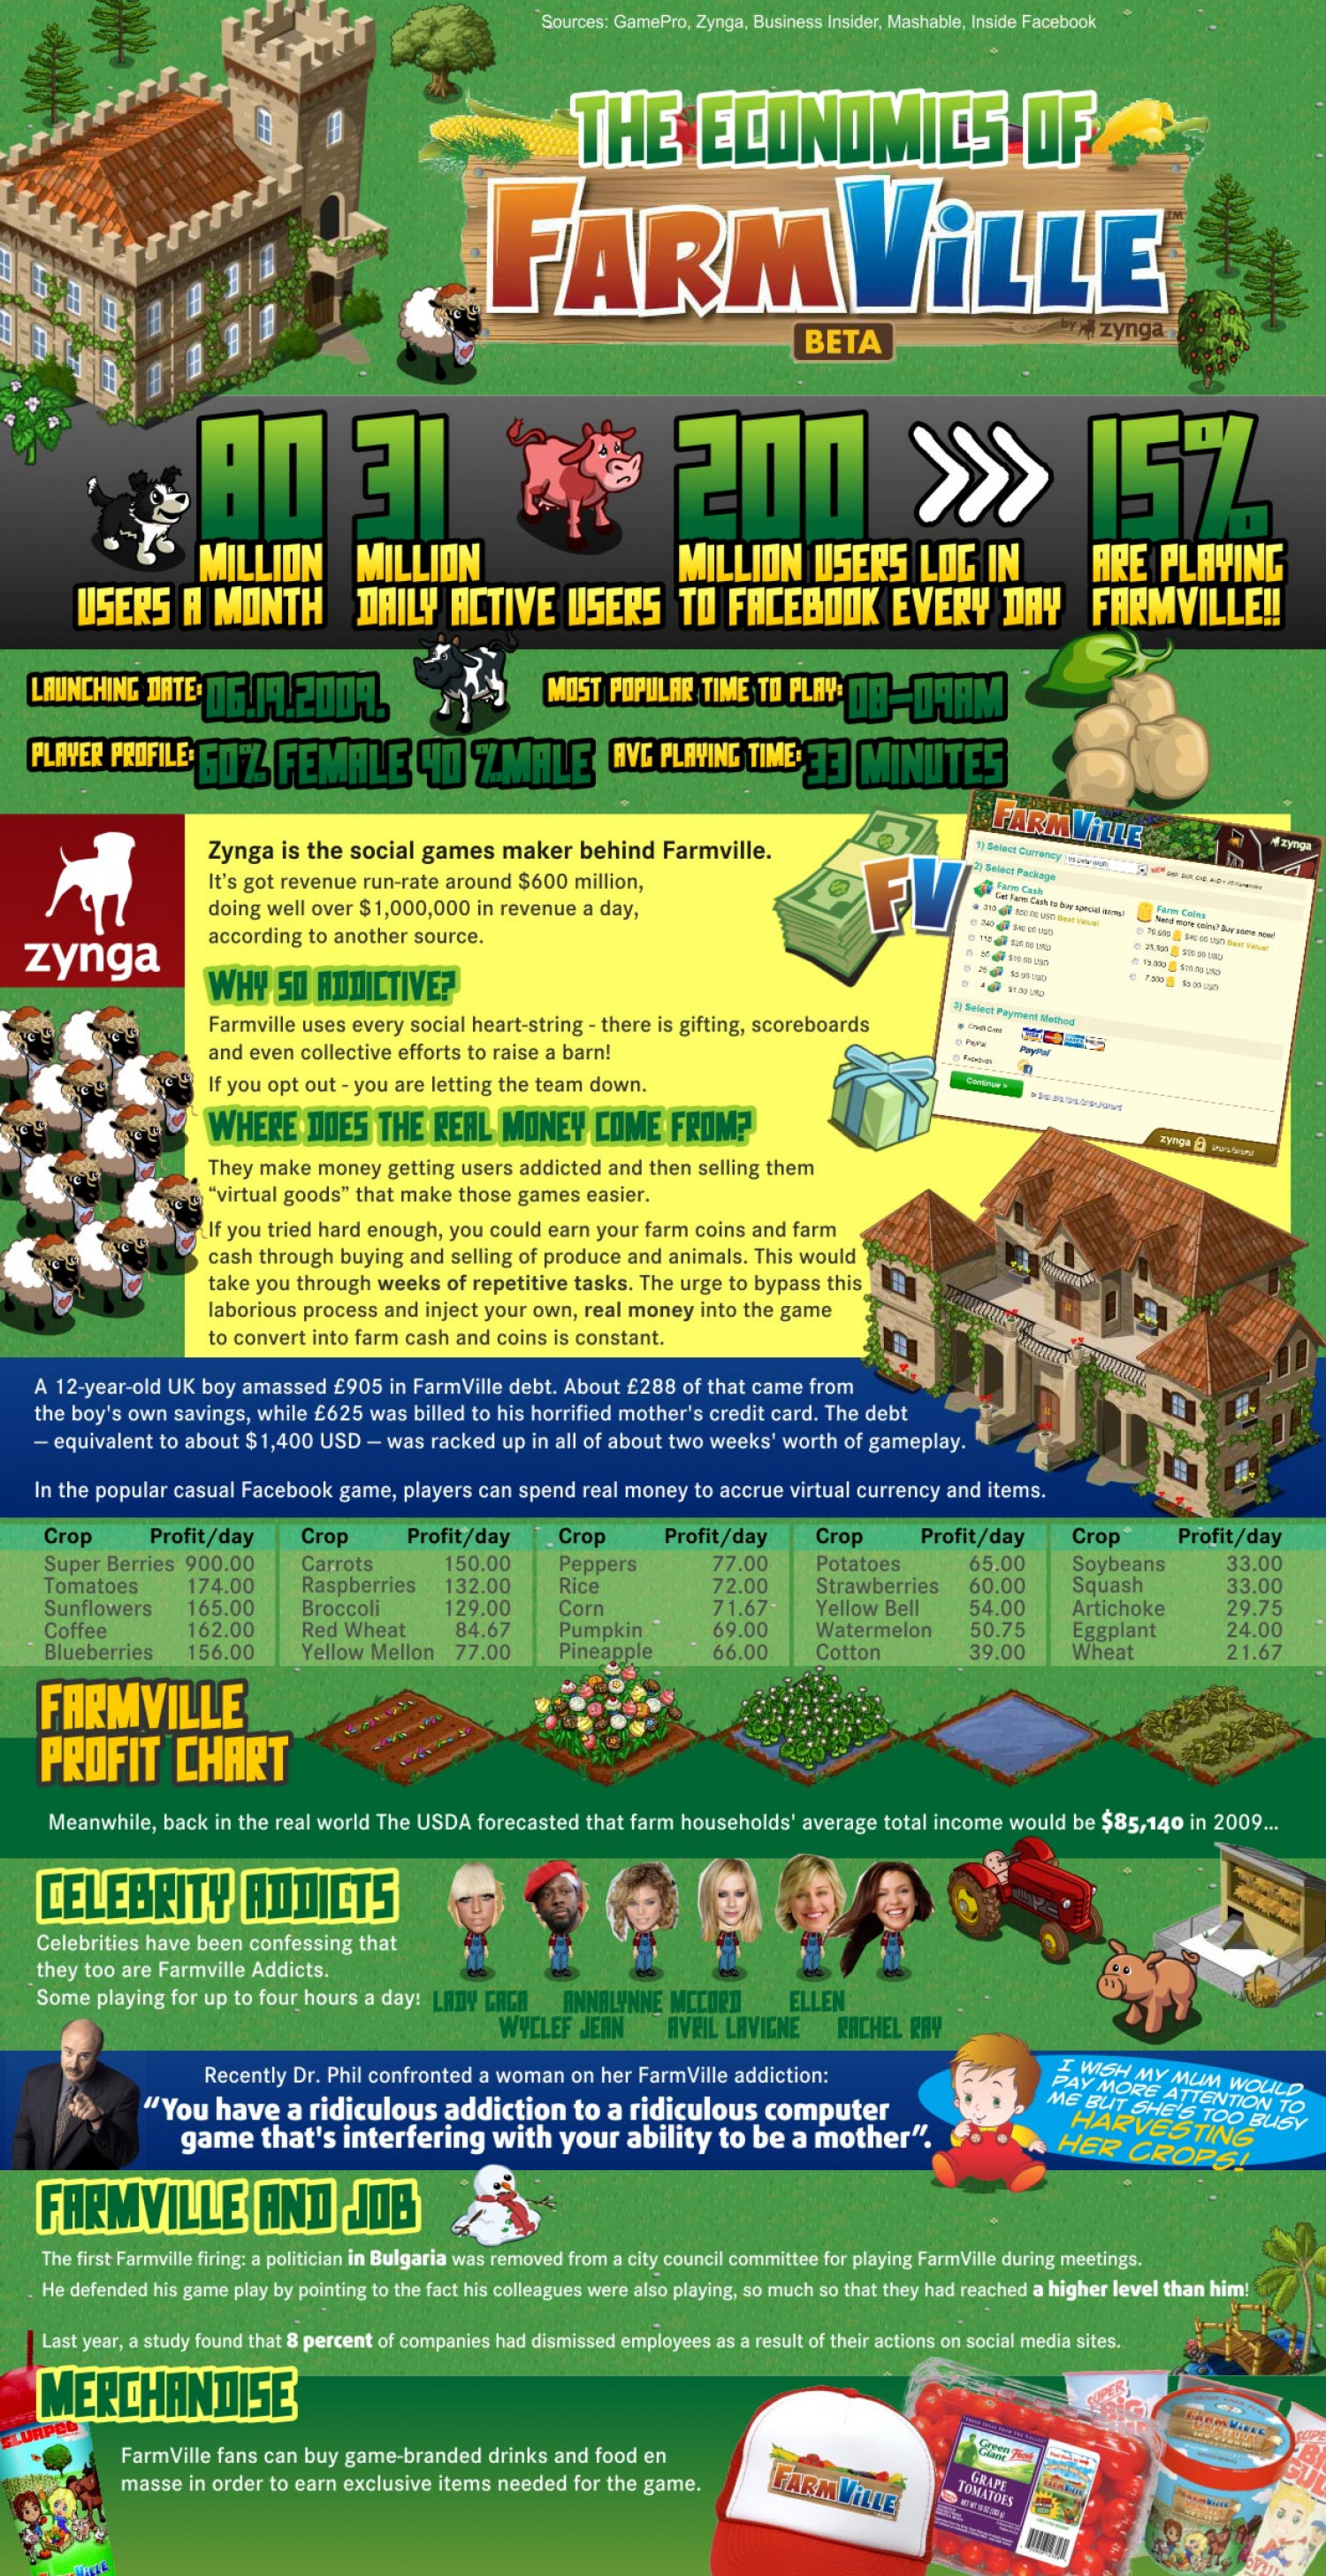 Sources: GamePro, Zynga, Business Insider, Mashable, Inside Facebook
THE ECONOMICS OF
FARMVILLE
BETA
by zynga
80 MILLION USERS A MONTH
31 MILLION DAILY ACTIVE USERS
200 MILLION USERS LOG IN TO FACEBOOK EVERY DAY
15% ARE PLAYING FARMVILLE!!
LAUNCHING DATE: 06.19.2009.
MOST POPULAR TIME TO PLAY: 08-09AM
PLAYER PROFILE: 60% FEMALE 40 %MALE
AVG PLAYING TIME: 33 MINUTES
zynga
Zynga is the social games maker behind Farmville.
It's got revenue run-rate around $600 million,
doing well over $1,000,000 in revenue a day,
according to another source.
WHY SO ADDICTIVE?
Farmville uses every social heart-string - there is gifting, scoreboards
and even collective efforts to raise a barn!
If you opt out - you are letting the team down.
WHERE DOES THE REAL MONEY COME FROM?
They make money getting users addicted and then selling them
“virtual goods” that make those games easier.
If you tried hard enough, you could earn your farm coins and farm
cash through buying and selling of produce and animals. This would
take you through weeks of repetitive tasks. The urge to bypass this
laborious process and inject your own, real money into the game
to convert into farm cash and coins is constant.
FV
FARMVILLE
zynga
1) Select Currency
2) Select Package
Farm Cash
Get Farm Cash to buy special items!
310 $50.00 USD Best Value!
240 $40.00 USD
115 $20.00 USD
$10.00 USD
25 $5.00 USD
4 $1.00 USD
Farm Coins
Need more coins? Buy some now!
$40.00 USD Best Value!
$20.00 USD
$10.00 USD
7,500 $5.00 USD
3) Select Payment Method
Credit Card
PayPal
PayPal
Facebook
Continue >
zynga
A 12-year-old UK boy amassed £905 in FarmVille debt. About £288 of that came from
the boy's own savings, while £625 was billed to his horrified mother's credit card. The debt
– equivalent to about $1,400 USD – was racked up in all of about two weeks' worth of gameplay.
In the popular casual Facebook game, players can spend real money to accrue virtual currency and items.
Crop Profit/day Crop Profit/day Crop Profit/day Crop Profit/day Crop Profit/day
Super Berries 900.00 Carrots 150.00 Peppers 77.00 Potatoes 65.00 Soybeans 33.00
Tomatoes 174.00 Raspberries 132.00 Rice 72.00 Strawberries 60.00 Squash 33.00
Sunflowers 165.00 Broccoli 129.00 Corn 71.67 Yellow Bell 54.00 Artichoke 29.75
Coffee 162.00 Red Wheat 84.67 Pumpkin 69.00 Watermelon 50.75 Eggplant 24.00
Blueberries 156.00 Yellow Mellon 77.00 Pineapple 66.00 Cotton 39.00 Wheat 21.67
FARMVILLE
PROFIT CHART
Meanwhile, back in the real world The USDA forecasted that farm households' average total income would be $85,140 in 2009...
CELEBRITY ADDICTS
Celebrities have been confessing that
they too are Farmville Addicts.
Some playing for up to four hours a day!
LADY GAGA ANNALYNNE MCCORD ELLEN
WYCLEF JEAN AVRIL LAVIGNE RACHEL RAY
Recently Dr. Phil confronted a woman on her FarmVille addiction:
“You have a ridiculous addiction to a ridiculous computer
game that's interfering with your ability to be a mother”.
I WISH MY MUM WOULD
PAY MORE ATTENTION TO
ME BUT SHE'S TOO BUSY
HARVESTING
HER CROPS!
FARMVILLE AND JOB
The first Farmville firing: a politician in Bulgaria was removed from a city council committee for playing FarmVille during meetings.
He defended his game play by pointing to the fact his colleagues were also playing, so much so that they had reached a higher level than him!
Last year, a study found that 8 percent of companies had dismissed employees as a result of their actions on social media sites.
MERCHANDISE
FarmVille fans can buy game-branded drinks and food en
masse in order to earn exclusive items needed for the game.
SLURPEE
FARMVILLE
Green Giant Fresh
GRAPE
TOMATOES
SUPER
BIG
FARMVILLE